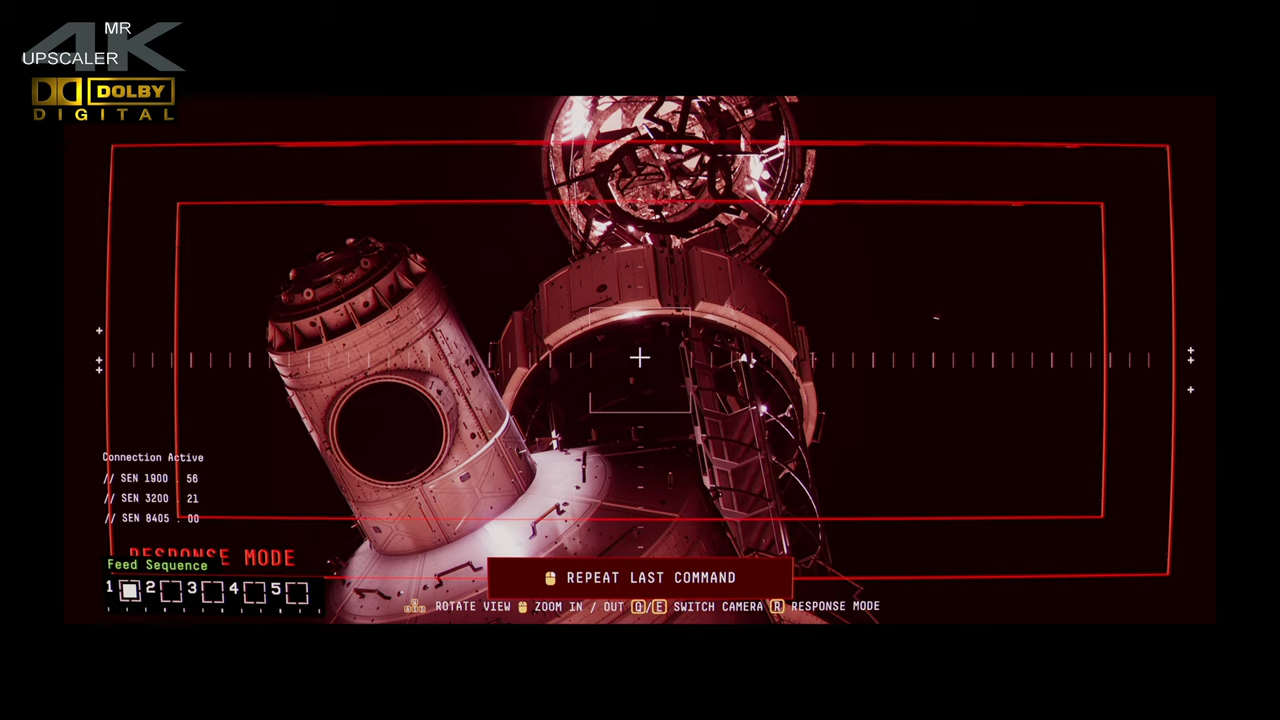 4K
MR
UPSCALER
DOLBY
DIGITAL
Connection Active
// SEN 1900 . 56
// SEN 3200 . 21
// SEN 8405 . 00
RESPONSE MODE
Feed Sequence
1 2 3 4 5
REPEAT LAST COMMAND
ROTATE VIEW ZOOM IN / OUT Q/E SWITCH CAMERA R RESPONSE MODE